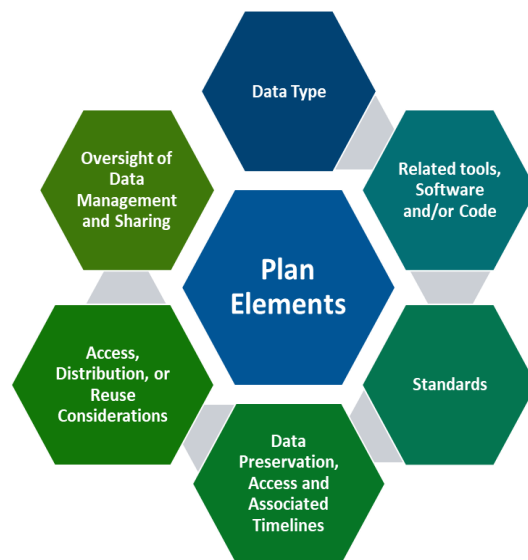 Data Type
Related tools,
Software
and/or Code
Standards
Data
Preservation,
Access and
Associated
Timelines
Access,
Distribution, or
Reuse
Considerations
Oversight of
Data
Management
and Sharing
Plan
Elements